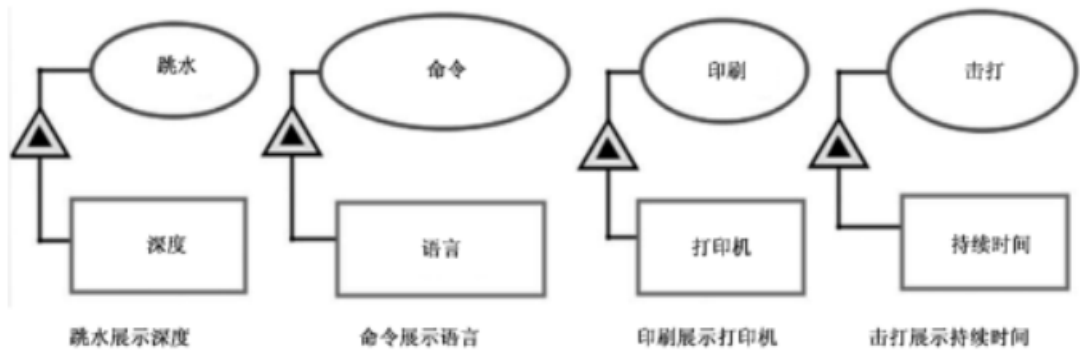 跳水
命令
印刷
击打
深度
语言
打印机
持续时间
跳水展示深度
命令展示语言
印刷展示打印机
击打展示持续时间